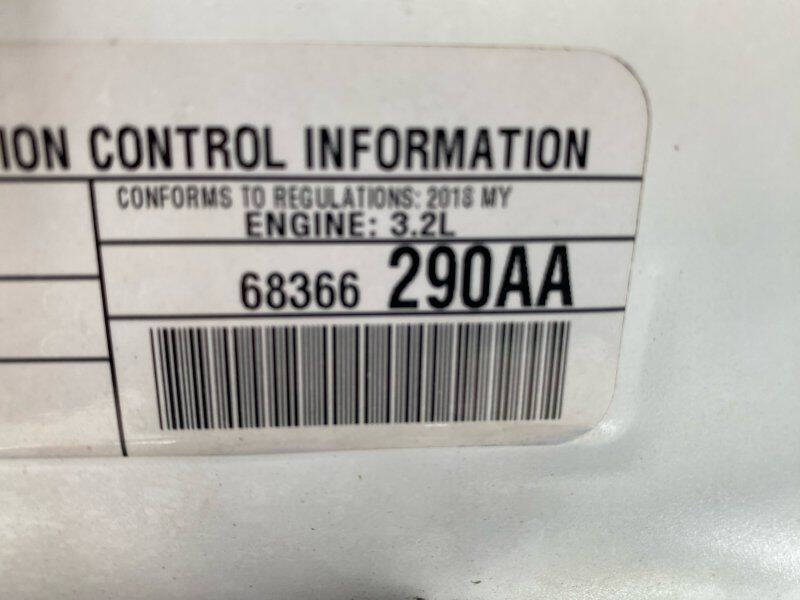 ION CONTROL INFORMATION
CONFORMS TO REGULATIONS: 2018 MY
ENGINE: 3.2L
68366 290AA